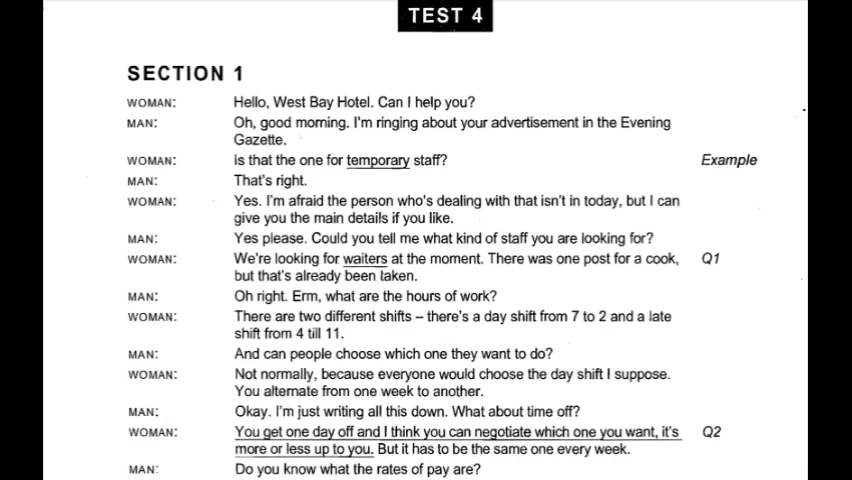 TEST 4
SECTION 1
WOMAN: Hello, West Bay Hotel. Can I help you?
MAN: Oh, good morning. I'm ringing about your advertisement in the Evening
Gazette.
WOMAN: Is that the one for temporary staff? Example
MAN: That's right.
WOMAN: Yes. I'm afraid the person who's dealing with that isn't in today, but I can
give you the main details if you like.
MAN: Yes please. Could you tell me what kind of staff you are looking for?
WOMAN: We're looking for waiters at the moment. There was one post for a cook, Q1
but that's already been taken.
MAN: Oh right. Erm, what are the hours of work?
WOMAN: There are two different shifts – there's a day shift from 7 to 2 and a late
shift from 4 till 11.
MAN: And can people choose which one they want to do?
WOMAN: Not normally, because everyone would choose the day shift I suppose.
You alternate from one week to another.
MAN: Okay. I'm just writing all this down. What about time off?
WOMAN: You get one day off and I think you can negotiate which one you want, it's Q2
more or less up to you. But it has to be the same one every week.
MAN: Do you know what the rates of pay are?